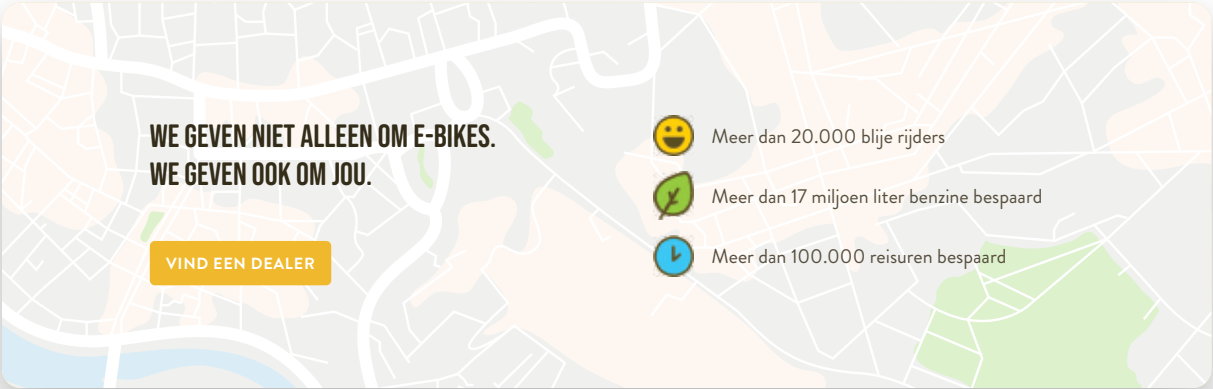 WE GEVEN NIET ALLEEN OM E-BIKES.
WE GEVEN OOK OM JOU.
VIND EEN DEALER
Meer dan 20.000 blije rijders
Meer dan 17 miljoen liter benzine bespaard
Meer dan 100.000 reisuren bespaard